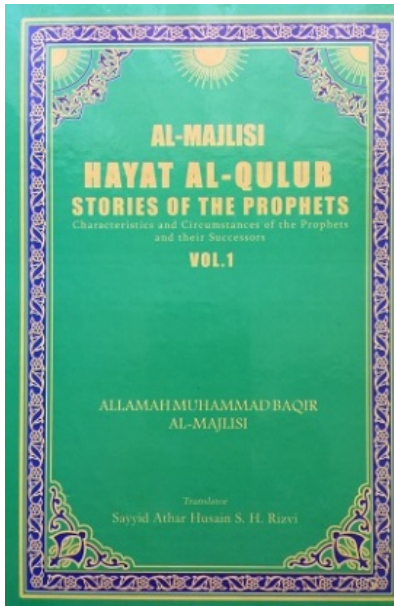 AL-MAJLISI
HAYAT AL-QULUB
STORIES OF THE PROPHETS
Characteristics and Circumstances of the Prophets
and their Successors
VOL.1
ALLAMAH MUHAMMAD BAQIR
AL-MAJLISI
Translator
Sayyid Athar Husain S. H. Rizvi